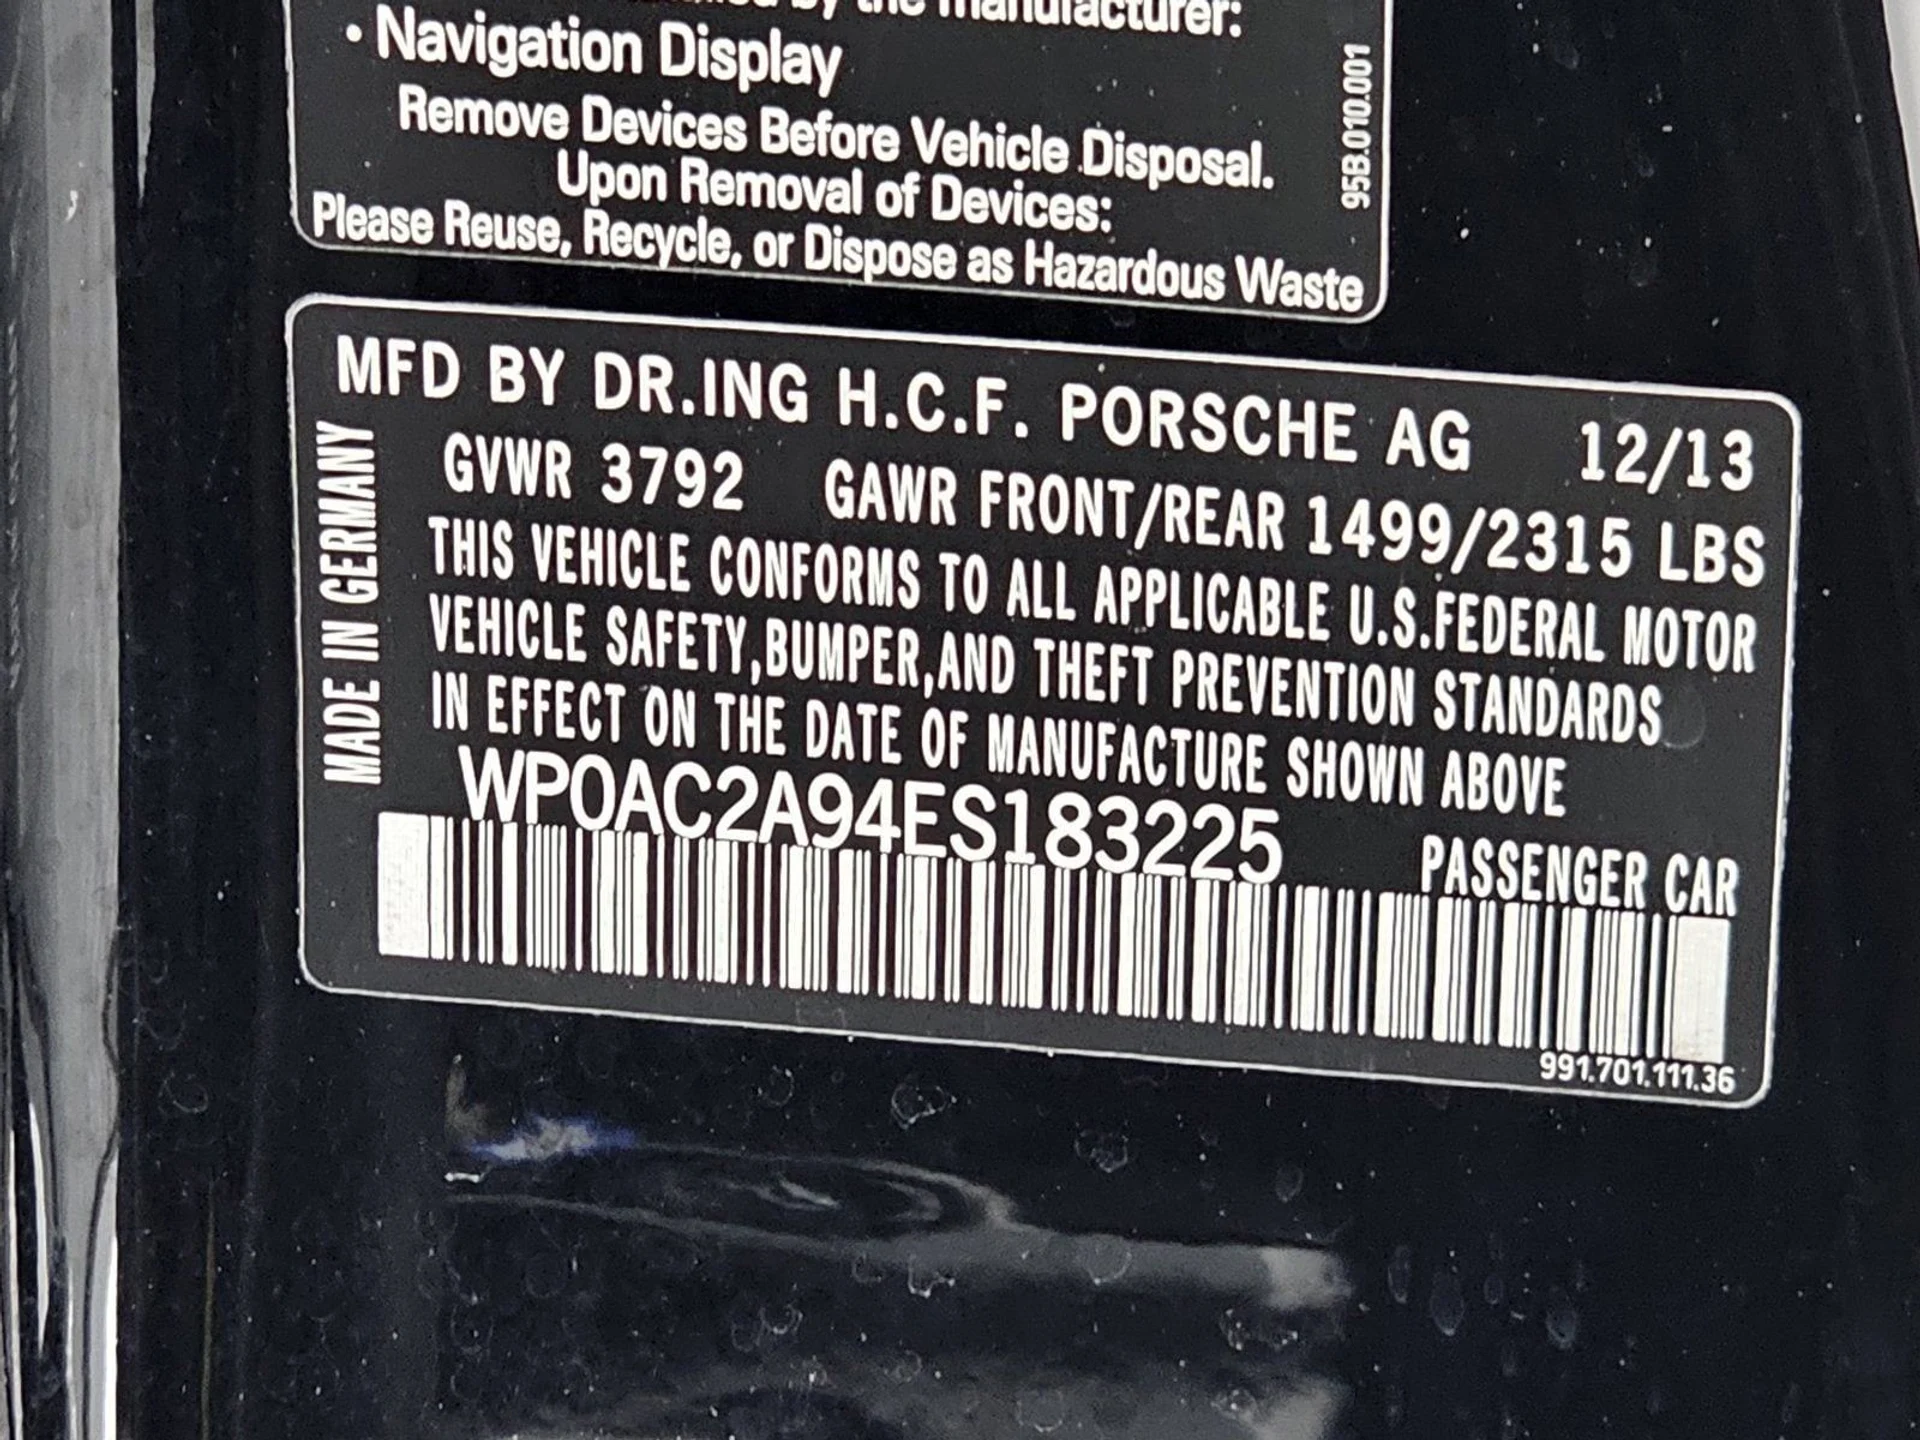 by the manufacturer:
• Navigation Display
Remove Devices Before Vehicle Disposal.
Upon Removal of Devices:
Please Reuse, Recycle, or Dispose as Hazardous Waste
95B.010.001
MFD BY DR.ING H.C.F. PORSCHE AG 12/13
GVWR 3792 GAWR FRONT/REAR 1499/2315 LBS
THIS VEHICLE CONFORMS TO ALL APPLICABLE U.S.FEDERAL MOTOR
VEHICLE SAFETY,BUMPER,AND THEFT PREVENTION STANDARDS
IN EFFECT ON THE DATE OF MANUFACTURE SHOWN ABOVE
MADE IN GERMANY
WP0AC2A94ES183225
PASSENGER CAR
991.701.111.36